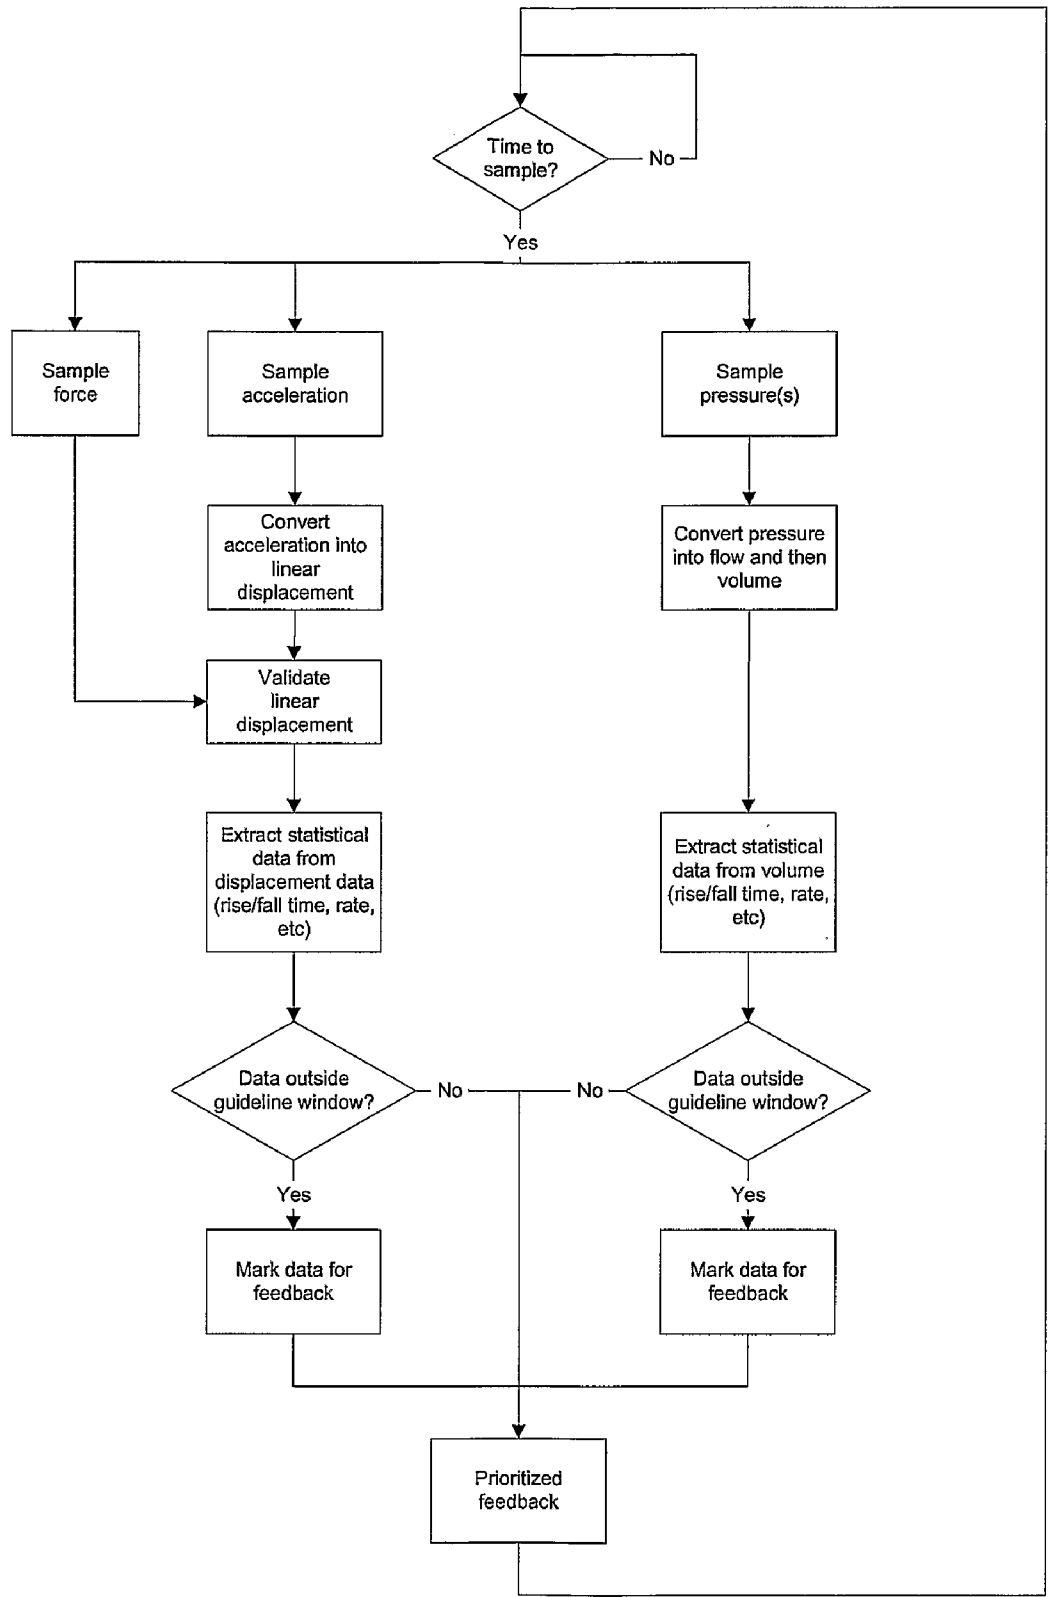 Time to
sample?
No
Yes
Sample
force
Sample
acceleration
Sample
pressure(s)
Convert
acceleration into
linear
displacement
Convert pressure
into flow and then
volume
Validate
linear
displacement
Extract statistical
data from
displacement data
(rise/fall time, rate,
etc)
Extract statistical
data from volume
(rise/fall time, rate,
etc)
Data outside
guideline window?
No
No
Data outside
guideline window?
Yes
Yes
Mark data for
feedback
Mark data for
feedback
Prioritized
feedback